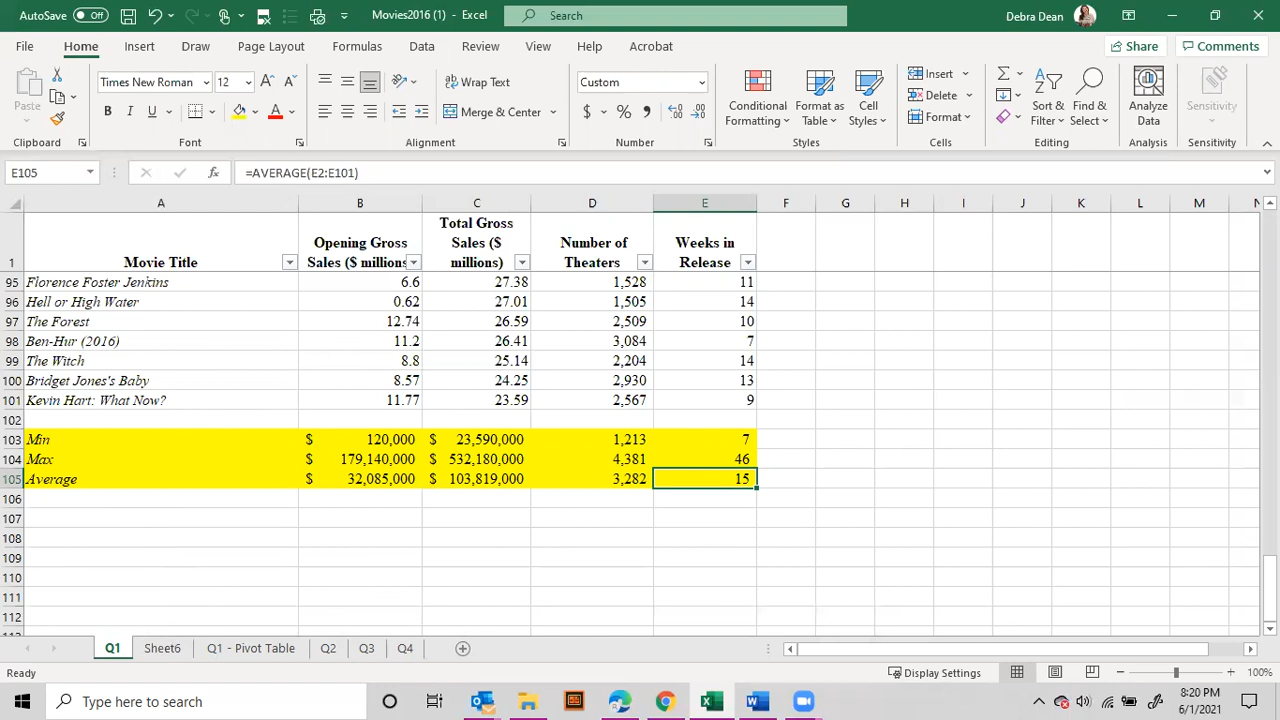 AutoSave Off Movies2016 (1) - Excel Search Debra Dean
File Home Insert Draw Page Layout Formulas Data Review View Help Acrobat Share Comments
Paste Times New Roman 12 Wrap Text Custom Conditional Formatting Format as Table Cell Styles Insert Sort & Filter Find & Select Analyze Data Sensitivity
B I U Merge & Center $ % Delete
Format
Clipboard Font Alignment Number Styles Cells Editing Analysis Sensitivity
E105 =AVERAGE(E2:E101)
A B C D E F G H I J K L M N
1 Movie Title Opening Gross Sales ($ millions Total Gross Sales ($ millions) Number of Theaters Weeks in Release
95 Florence Foster Jenkins 6.6 27.38 1,528 11
96 Hell or High Water 0.62 27.01 1,505 14
97 The Forest 12.74 26.59 2,509 10
98 Ben-Hur (2016) 11.2 26.41 3,084 7
99 The Witch 8.8 25.14 2,204 14
100 Bridget Jones's Baby 8.57 24.25 2,930 13
101 Kevin Hart: What Now? 11.77 23.59 2,567 9
102
103 Min $ 120,000 $ 23,590,000 1,213 7
104 Max $ 179,140,000 $ 532,180,000 4,381 46
105 Average $ 32,085,000 $ 103,819,000 3,282 15
106
107
108
109
110
111
112
Q1 Sheet6 Q1 - Pivot Table Q2 Q3 Q4
Ready Display Settings 100%
Type here to search 8:20 PM
6/1/2021